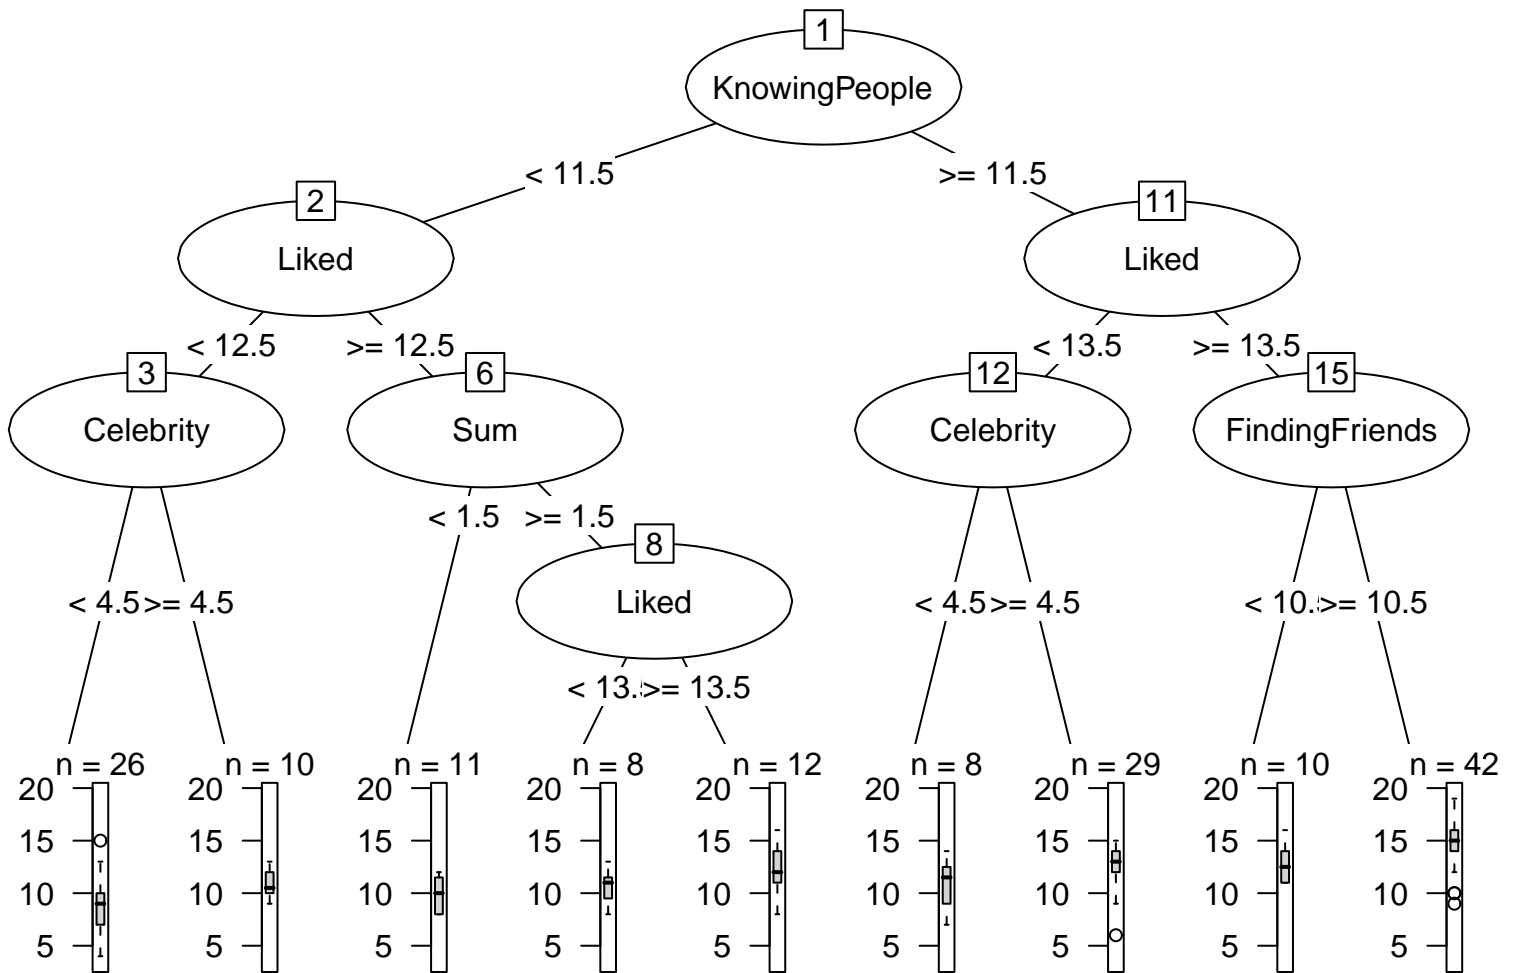 1
KnowingPeople
< 11.5 >= 11.5
2 11
Liked Liked
< 12.5 >= 12.5 < 13.5 >= 13.5
3 6 12 15
Celebrity Sum Celebrity FindingFriends
< 1.5 >= 1.5
8
< 4.5 >= 4.5 Liked < 4.5 >= 4.5 < 10. >= 10.5
< 13. >= 13.5
n = 26 n = 10 n = 11 n = 8 n = 12 n = 8 n = 29 n = 10 n = 42
20 20 20 20 20 20 20 20 20
15 15 15 15 15 15 15 15 15
10 10 10 10 10 10 10 10 10
5 5 5 5 5 5 5 5 5